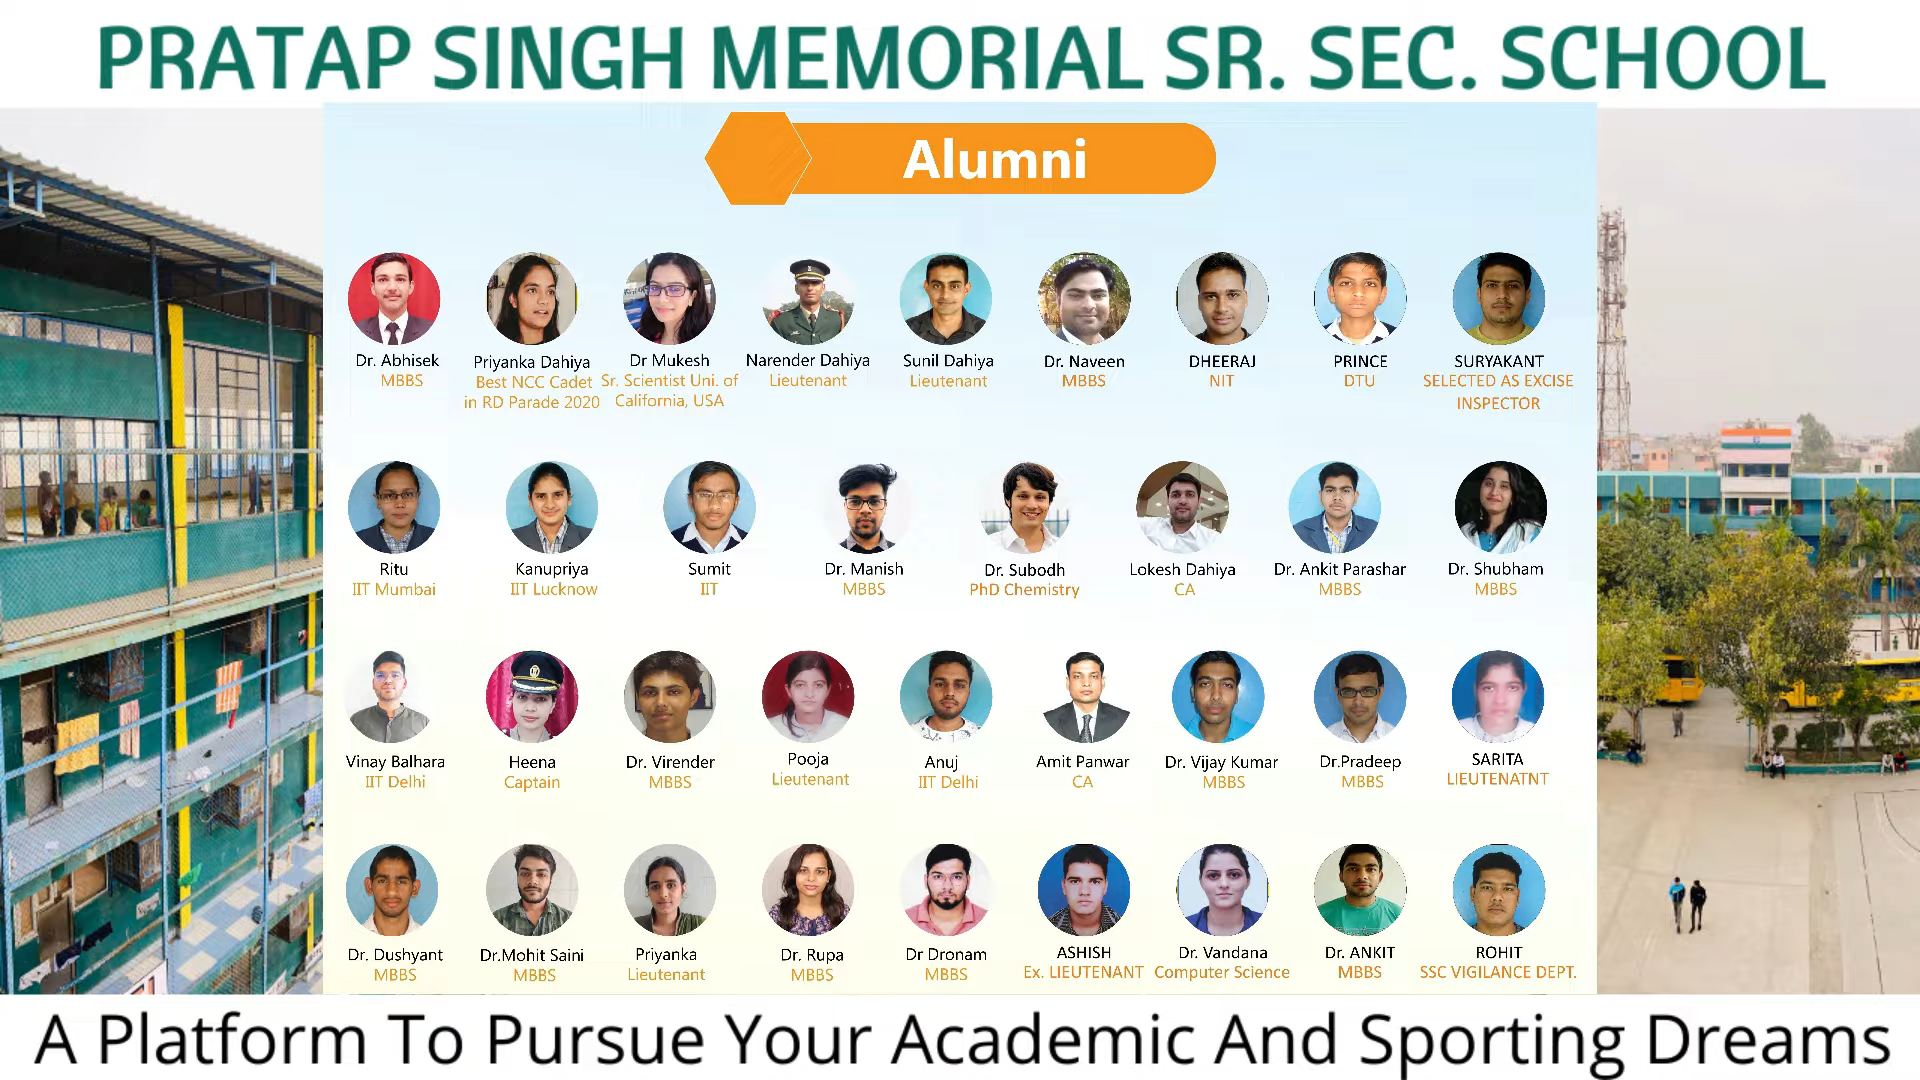 PRATAP SINGH MEMORIAL SR. SEC. SCHOOL
Alumni
Dr. Abhisek
MBBS
Priyanka Dahiya
Best NCC Cadet
in RD Parade 2020
Dr Mukesh
Sr. Scientist Uni. of
California, USA
Narender Dahiya
Lieutenant
Sunil Dahiya
Lieutenant
Dr. Naveen
MBBS
DHEERAJ
NIT
PRINCE
DTU
SURYAKANT
SELECTED AS EXCISE
INSPECTOR
Ritu
IIT Mumbai
Kanupriya
IIT Lucknow
Sumit
IIT
Dr. Manish
MBBS
Dr. Subodh
PhD Chemistry
Lokesh Dahiya
CA
Dr. Ankit Parashar
MBBS
Dr. Shubham
MBBS
Vinay Balhara
IIT Delhi
Heena
Captain
Dr. Virender
MBBS
Pooja
Lieutenant
Anuj
IIT Delhi
Amit Panwar
CA
Dr. Vijay Kumar
MBBS
Dr.Pradeep
MBBS
SARITA
LIEUTENATNT
Dr. Dushyant
MBBS
Dr.Mohit Saini
MBBS
Priyanka
Lieutenant
Dr. Rupa
MBBS
Dr Dronam
MBBS
ASHISH
Ex. LIEUTENANT
Dr. Vandana
Computer Science
Dr. ANKIT
MBBS
ROHIT
SSC VIGILANCE DEPT.
A Platform To Pursue Your Academic And Sporting Dreams